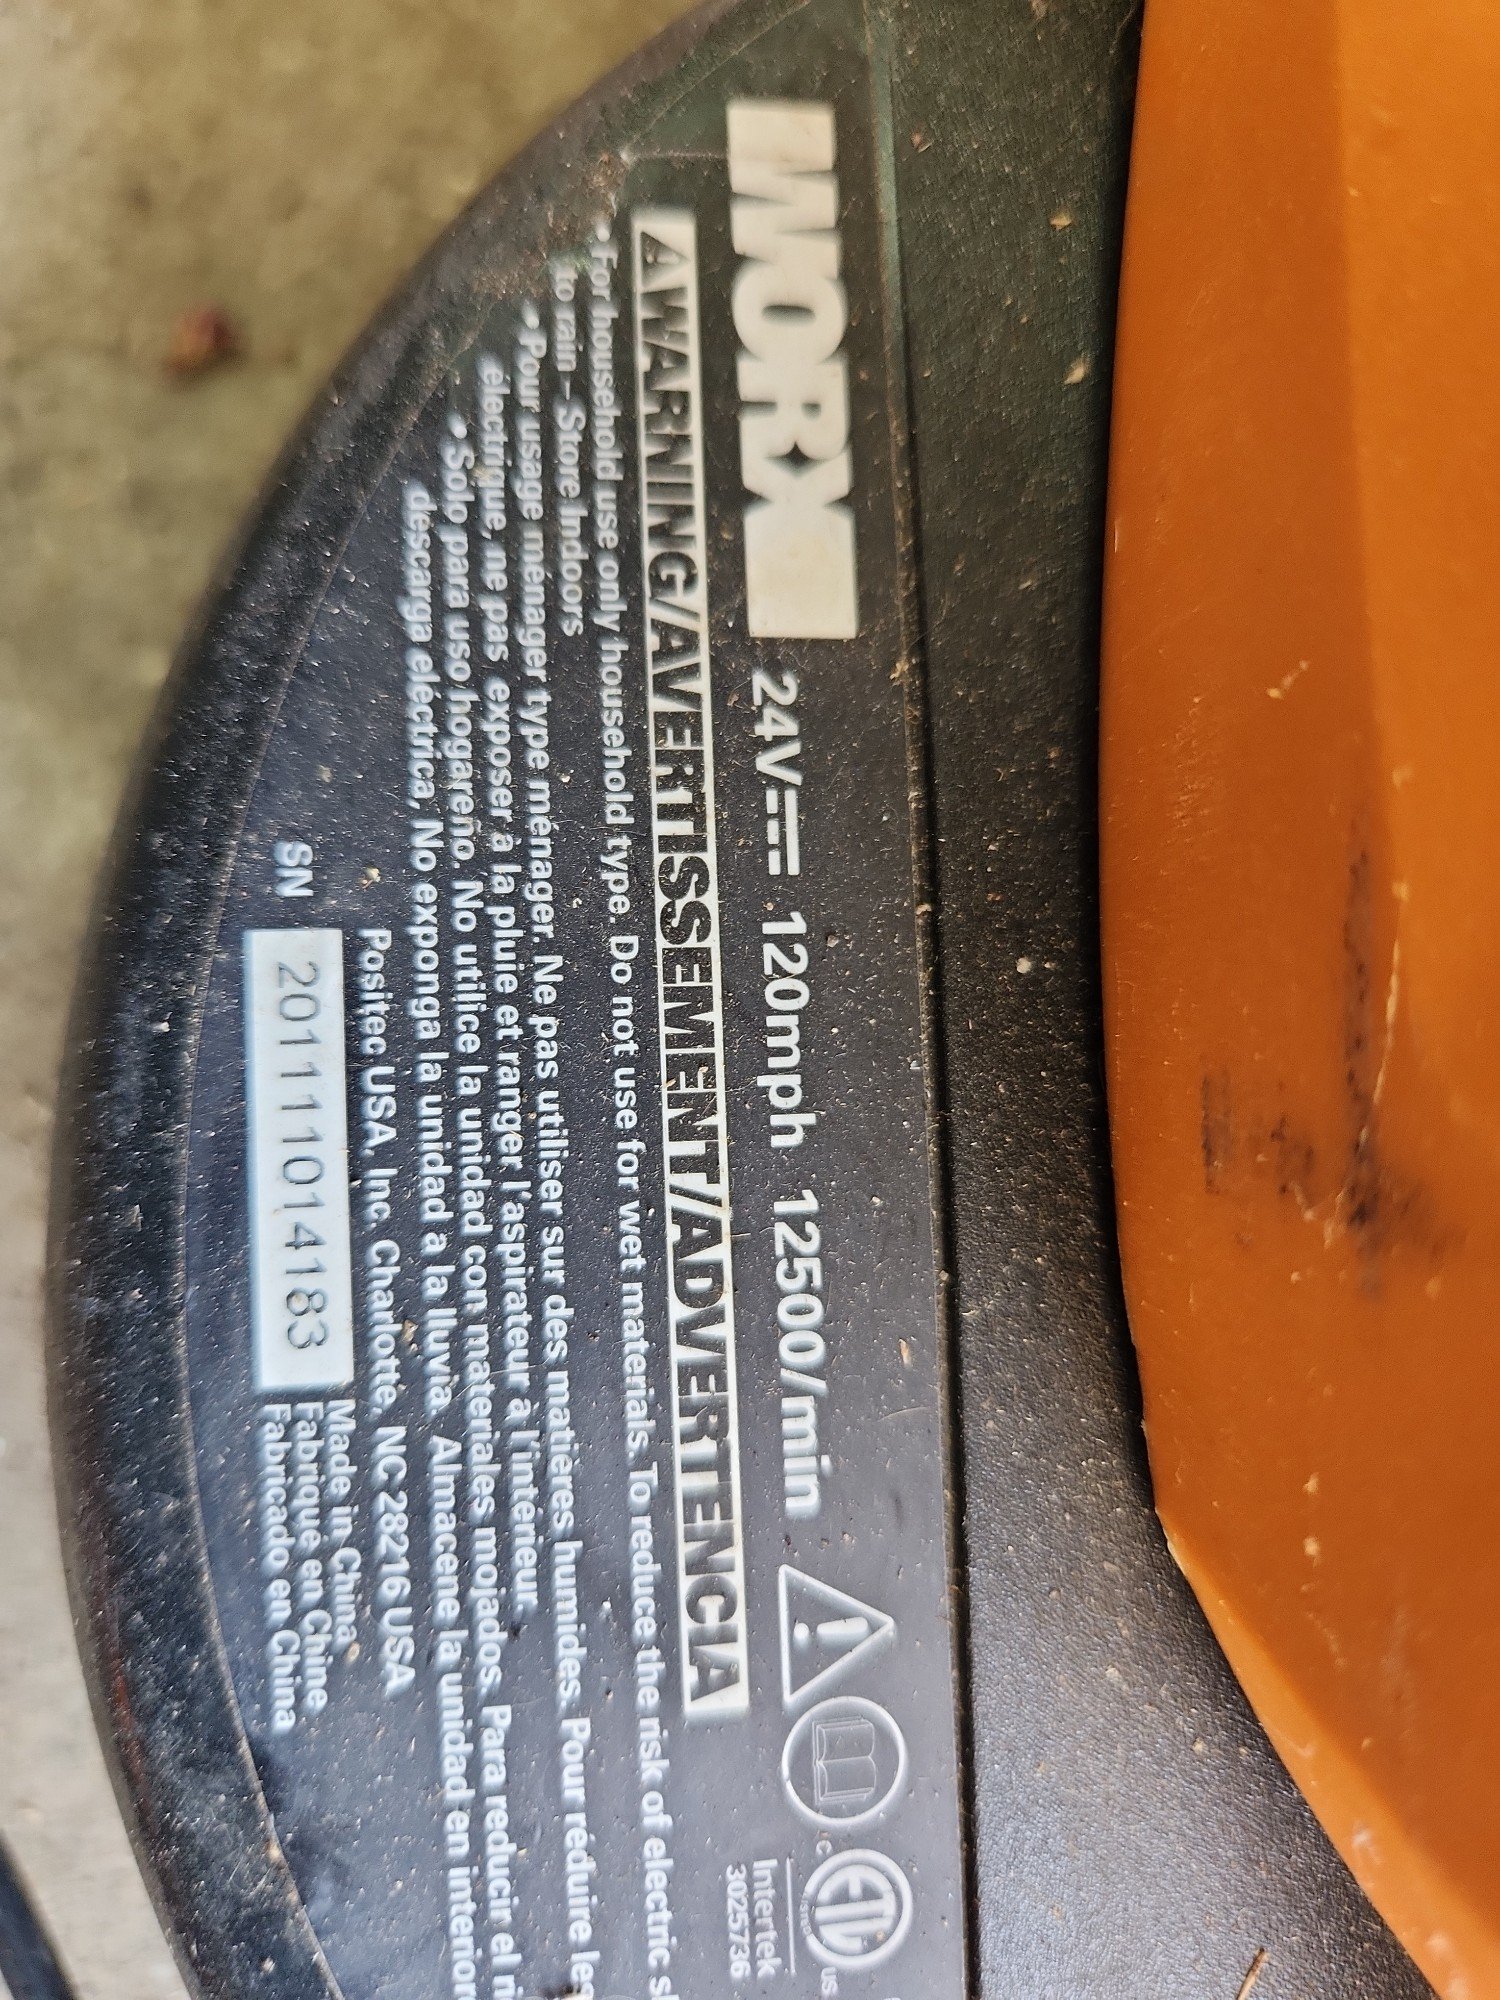 WORX 24V 120mph 12500/min
WARNING/AVERTISSEMENT/ADVERTENCIA
C ETL US
Intertek
3025736
• For household use only household type. Do not use for wet materials. To reduce the risk of electric
to rain – Store Indoors
• Pour usage ménager type ménager. Ne pas utiliser sur des matières humides. Pour réduire
électrique, ne pas exposer à la pluie et ranger l'aspirateur à l'intérieur.
• Solo para uso hogareño. No utilice la unidad con materiales mojados. Para reducir el
descarga eléctrica, No exponga la unidad a la lluvia. Almacene la unidad en
Positec USA, Inc. Charlotte, NC 28216 USA
SN 201111014183
Made in China
Fabriqué en Chine
Fabricado en China